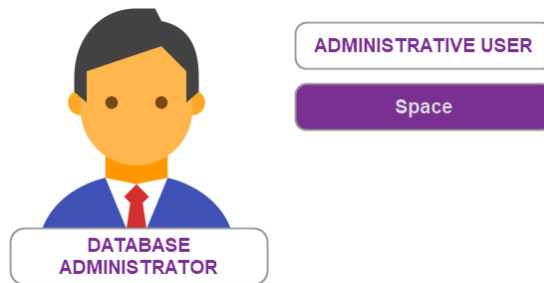 ADMINISTRATIVE USER
Space
DATABASE
ADMINISTRATOR